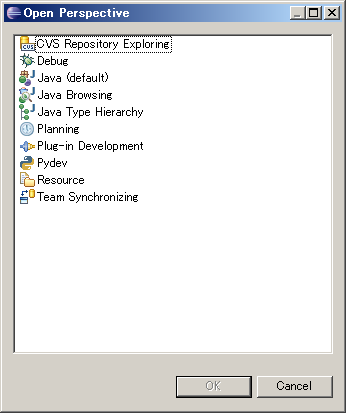 Open Perspective
CVS Repository Exploring
Debug
Java (default)
Java Browsing
Java Type Hierarchy
Planning
Plug-in Development
Pydev
Resource
Team Synchronizing
OK
Cancel